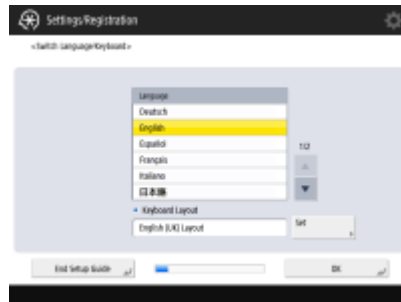 Settings/Registration
<Switch Language/Keyboard>
Language
Deutsch
English
Español
Français
Italiano
日本語
1/2
Keyboard Layout
English (UK) Layout
Set
End Setup Guide
OK